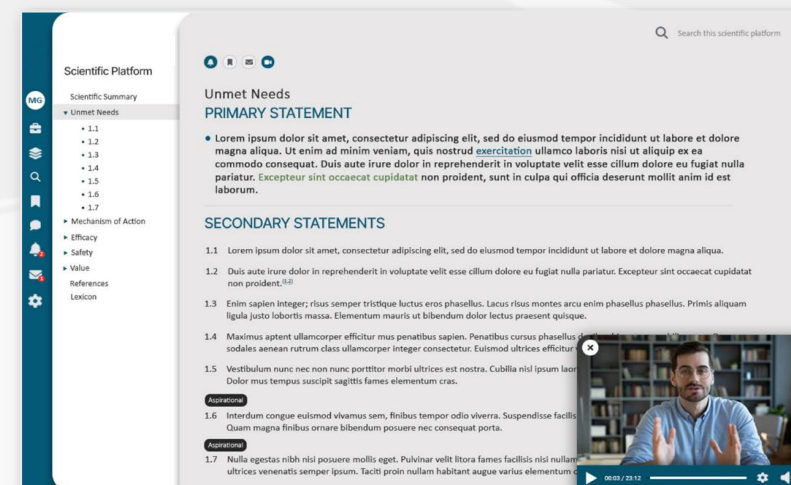 Search this scientific platform
MG
Scientific Platform
Scientific Summary
Unmet Needs
• 1.1
• 1.2
• 1.3
• 1.4
• 1.5
• 1.6
• 1.7
Mechanism of Action
Efficacy
Safety
Value
References
Lexicon
Unmet Needs
PRIMARY STATEMENT
• Lorem ipsum dolor sit amet, consectetur adipiscing elit, sed do eiusmod tempor incididunt ut labore et dolore
magna aliqua. Ut enim ad minim veniam, quis nostrud exercitation ullamco laboris nisi ut aliquip ex ea
commodo consequat. Duis aute irure dolor in reprehenderit in voluptate velit esse cillum dolore eu fugiat nulla
pariatur. Excepteur sint occaecat cupidatat non proident, sunt in culpa qui officia deserunt mollit anim id est
laborum.
SECONDARY STATEMENTS
1.1 Lorem ipsum dolor sit amet, consectetur adipiscing elit, sed do eiusmod tempor incididunt ut labore et dolore magna aliqua.
1.2 Duis aute irure dolor in reprehenderit in voluptate velit esse cillum dolore eu fugiat nulla pariatur. Excepteur sint occaecat cupidatat
non proident.(1,2)
1.3 Enim sapien integer; risus semper tristique luctus eros phasellus. Lacus risus montes arcu enim phasellus phasellus. Primis aliquam
ligula justo lobortis massa. Elementum mauris ut bibendum dolor lectus praesent quisque.
1.4 Maximus aptent ullamcorper efficitur mus penatibus sapien. Penatibus cursus phasellus
sodales aenean rutrum class ullamcorper integer consectetur. Euismod ultrices efficitur
1.5 Vestibulum nunc nec non nunc porttitor morbi ultrices est nostra. Cubilia nisi ipsum
Dolor mus tempus suscipit sagittis fames elementum cras.
Aspirational
1.6 Interdum congue euismod vivamus sem, finibus tempor odio viverra. Suspendisse
Quam magna finibus ornare bibendum posuere nec consequat porta.
Aspirational
1.7 Nulla egestas nibh nisi posuere mollis eget. Pulvinar velit litora fames facilisis nisi nullam
ultrices venenatis semper ipsum. Taciti proin nullam habitant augue varius elementum
00:03 / 23:12